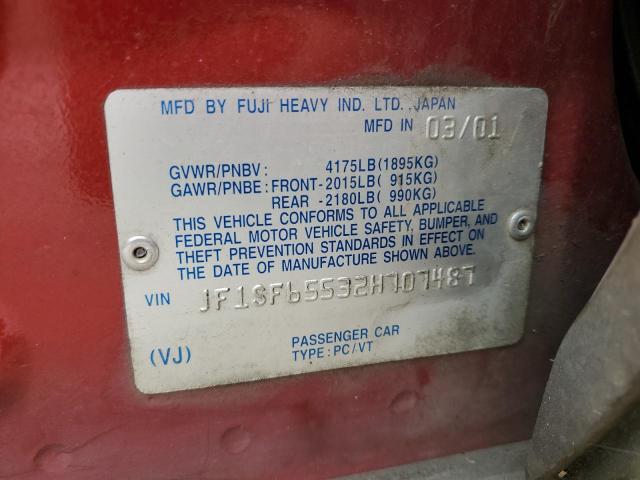 MFD BY FUJI HEAVY IND. LTD. JAPAN
MFD IN 03/01
GVWR/PNBV: 4175LB(1895KG)
GAWR/PNBE: FRONT-2015LB( 915KG)
REAR -2180LB( 990KG)
THIS VEHICLE CONFORMS TO ALL APPLICABLE
FEDERAL MOTOR VEHICLE SAFETY, BUMPER, AND
THEFT PREVENTION STANDARDS IN EFFECT ON
THE DATE OF MANUFACTURE SHOWN ABOVE.
VIN JF1SF65532H707487
PASSENGER CAR
(VJ) TYPE: PC/VT